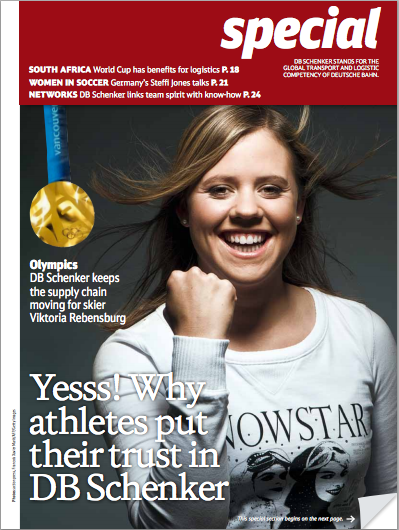 special
DB SCHENKER STANDS FOR THE
GLOBAL TRANSPORT AND LOGISTIC
COMPETENCY OF DEUTSCHE BAHN.
SOUTH AFRICA World Cup has benefits for logistics P. 18
WOMEN IN SOCCER Germany's Steffi Jones talks P. 21
NETWORKS DB Schenker links team spirit with know-how P. 24
vancouver
Olympics
DB Schenker keeps
the supply chain
moving for skier
Viktoria Rebensburg
Yesss! Why
athletes put
their trust in
DB Schenker
NOWSTAR
This special section begins on the next page.